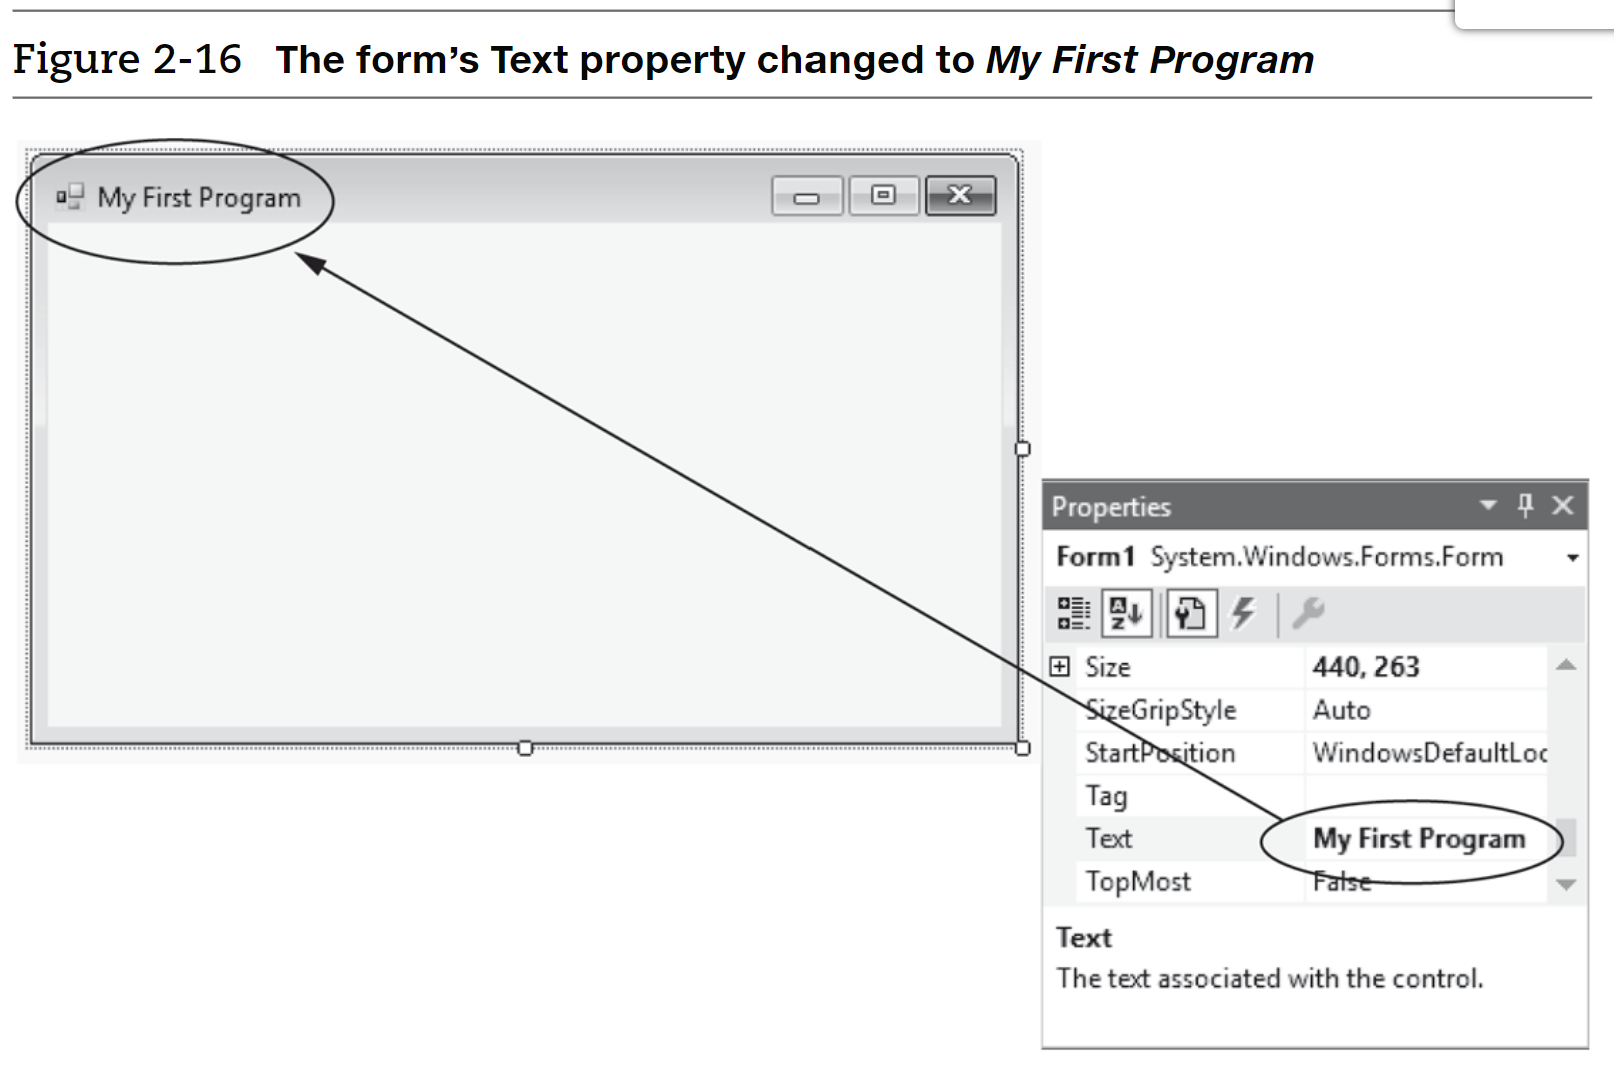 Figure 2-16 The form’s Text property changed to My First Program
My First Program
Properties
Form1 System.Windows.Forms.Form
Size 440, 263
SizeGripStyle Auto
StartPosition WindowsDefaultLoc
Tag
Text My First Program
TopMost False
Text
The text associated with the control.